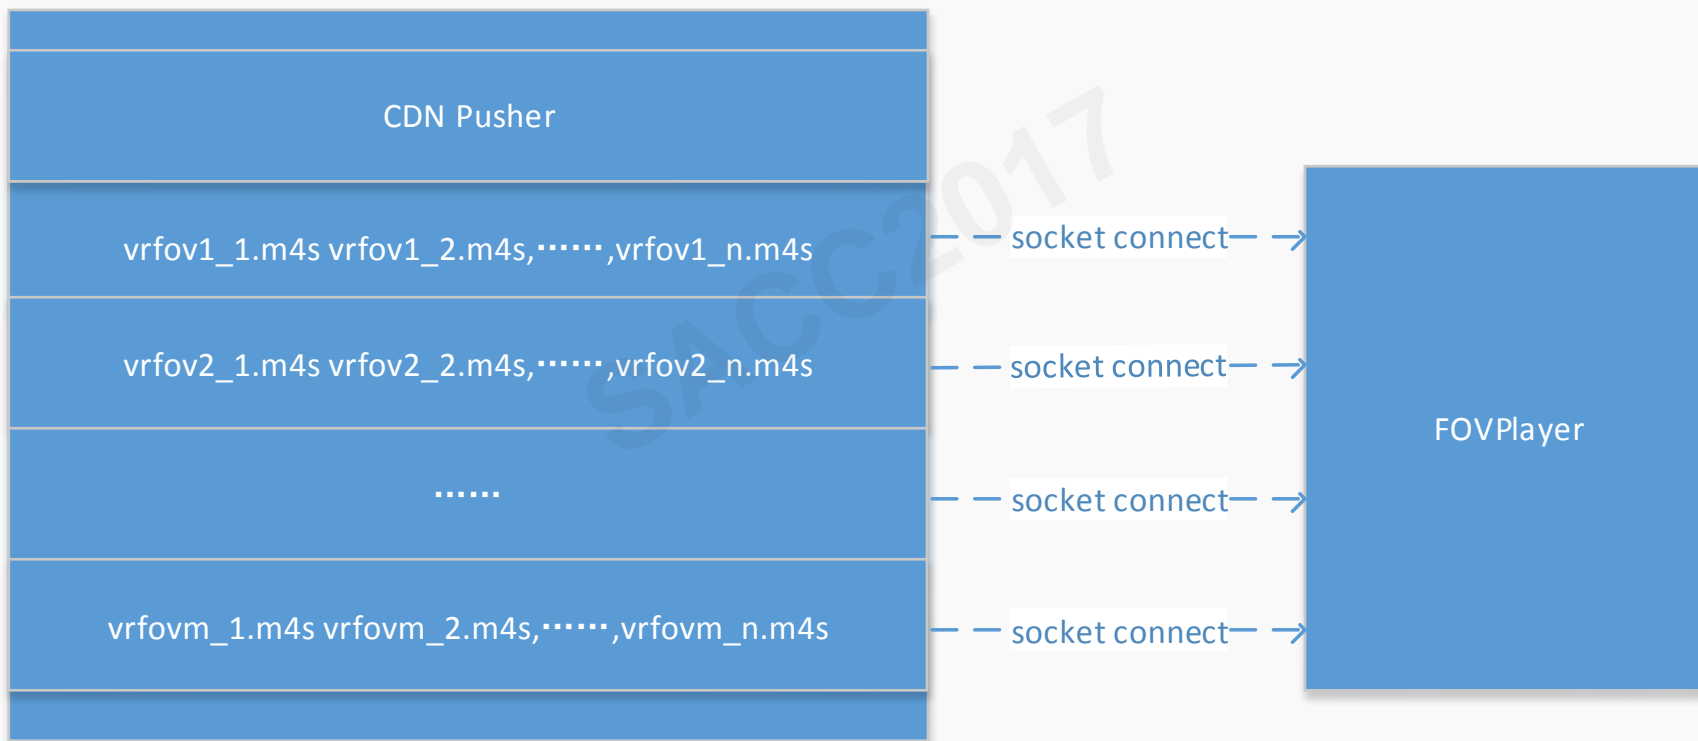 CDN Pusher
vrfov1_1.m4s vrfov1_2.m4s,······,vrfov1_n.m4s
socket connect
vrfov2_1.m4s vrfov2_2.m4s,······,vrfov2_n.m4s
socket connect
······
socket connect
vrfovm_1.m4s vrfovm_2.m4s,······,vrfovm_n.m4s
socket connect
FOVPlayer
SACC2017